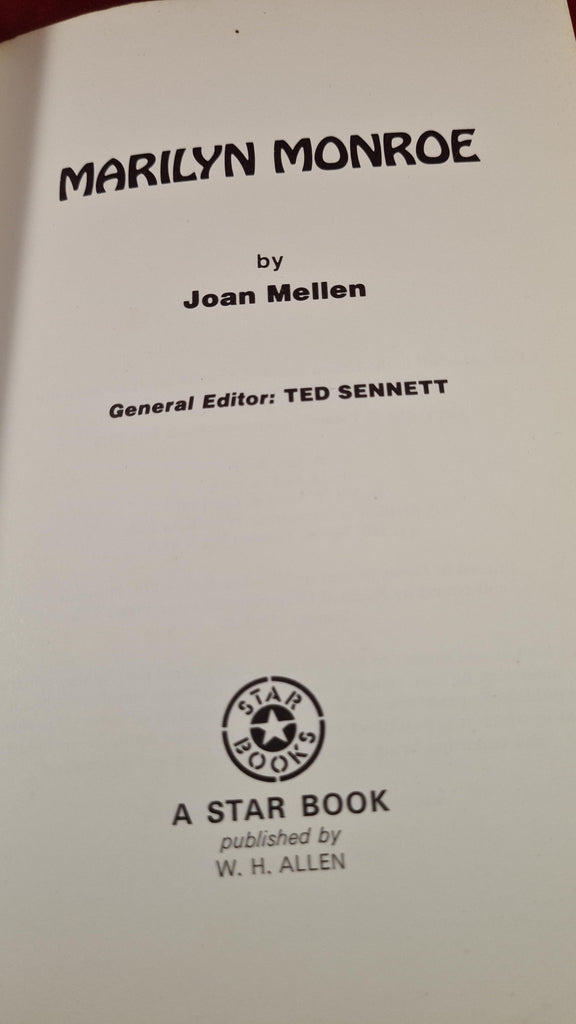 MARILYN MONROE
by
Joan Mellen
General Editor: TED SENNETT
STAR
BOOKS
A STAR BOOK
published by
W. H. ALLEN